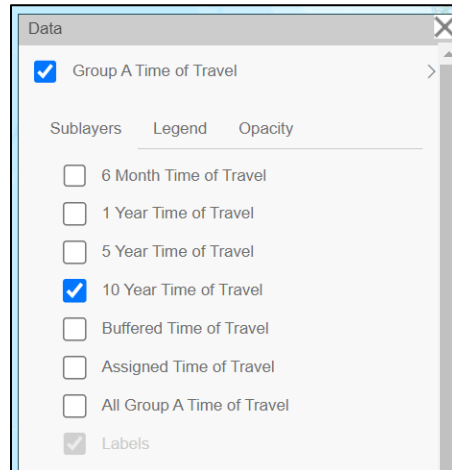 Data
Group A Time of Travel
Sublayers Legend Opacity
6 Month Time of Travel
1 Year Time of Travel
5 Year Time of Travel
10 Year Time of Travel
Buffered Time of Travel
Assigned Time of Travel
All Group A Time of Travel
Labels